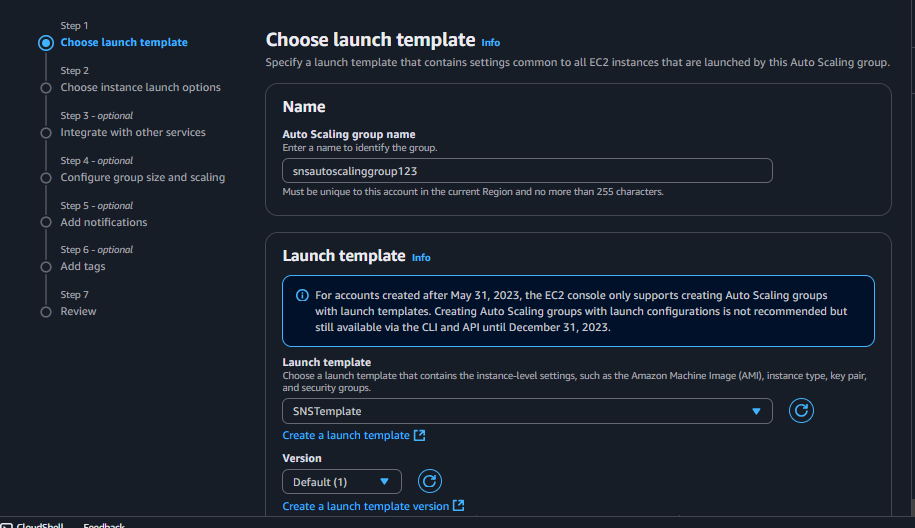 Step 1
Choose launch template
Step 2
Choose instance launch options
Step 3 - optional
Integrate with other services
Step 4 - optional
Configure group size and scaling
Step 5 - optional
Add notifications
Step 6 - optional
Add tags
Step 7
Review
Choose launch template Info
Specify a launch template that contains settings common to all EC2 instances that are launched by this Auto Scaling group.
Name
Auto Scaling group name
Enter a name to identify the group.
snsautoscalinggroup123
Must be unique to this account in the current Region and no more than 255 characters.
Launch template Info
For accounts created after May 31, 2023, the EC2 console only supports creating Auto Scaling groups
with launch templates. Creating Auto Scaling groups with launch configurations is not recommended but
still available via the CLI and API until December 31, 2023.
Launch template
Choose a launch template that contains the instance-level settings, such as the Amazon Machine Image (AMI), instance type, key pair,
and security groups.
SNSTemplate
Create a launch template
Version
Default (1)
Create a launch template version
CloudShell Feedback